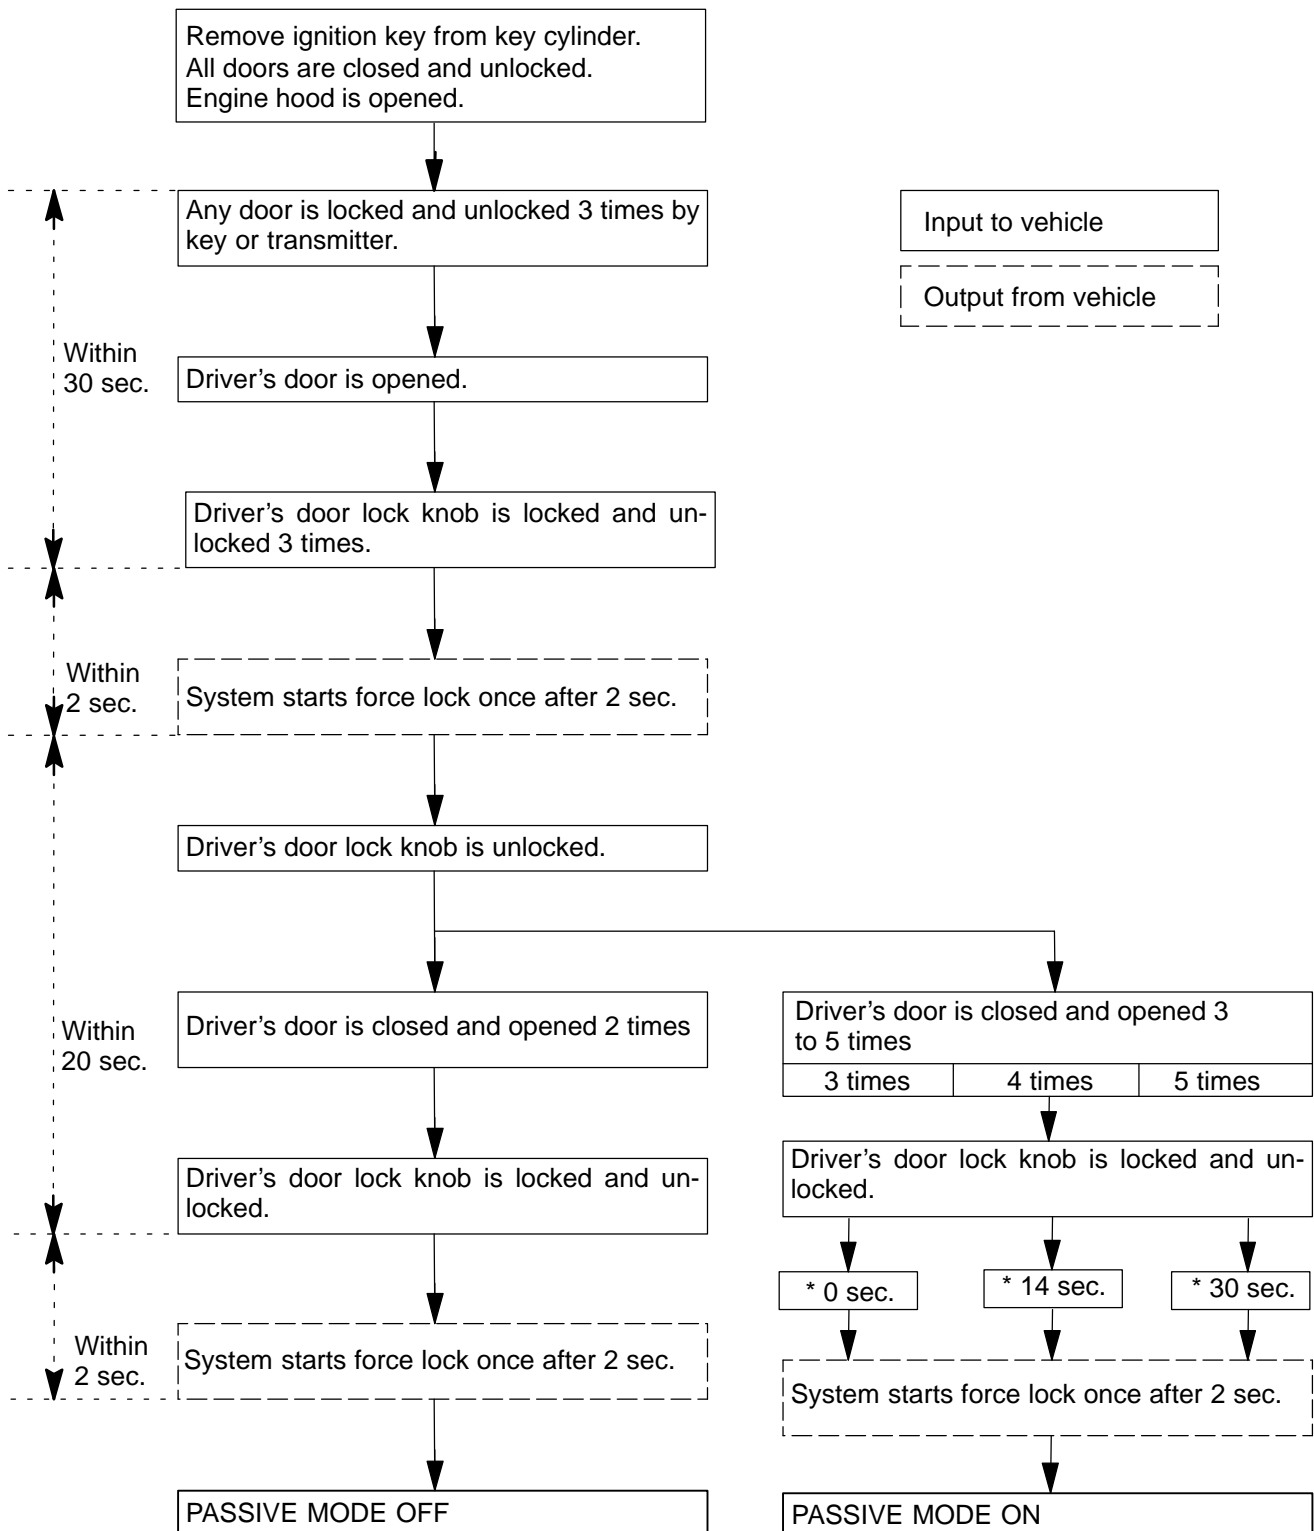 Remove ignition key from key cylinder.
All doors are closed and unlocked.
Engine hood is opened.
Any door is locked and unlocked 3 times by
key or transmitter.
Input to vehicle
Output from vehicle
Within
30 sec.
Driver’s door is opened.
Driver’s door lock knob is locked and un-
locked 3 times.
Within
2 sec.
System starts force lock once after 2 sec.
Driver’s door lock knob is unlocked.
Within
20 sec.
Driver’s door is closed and opened 2 times
Driver’s door lock knob is locked and un-
locked.
Within
2 sec.
System starts force lock once after 2 sec.
PASSIVE MODE OFF
Driver’s door is closed and opened 3
to 5 times
3 times 4 times 5 times
Driver’s door lock knob is locked and un-
locked.
* 0 sec. * 14 sec. * 30 sec.
System starts force lock once after 2 sec.
PASSIVE MODE ON